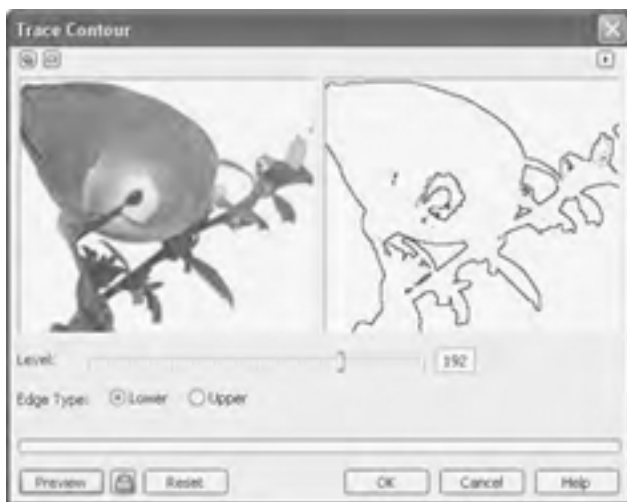 Trace Contour
Level: 192
Edge Type: Lower Upper
Preview Reset OK Cancel Help